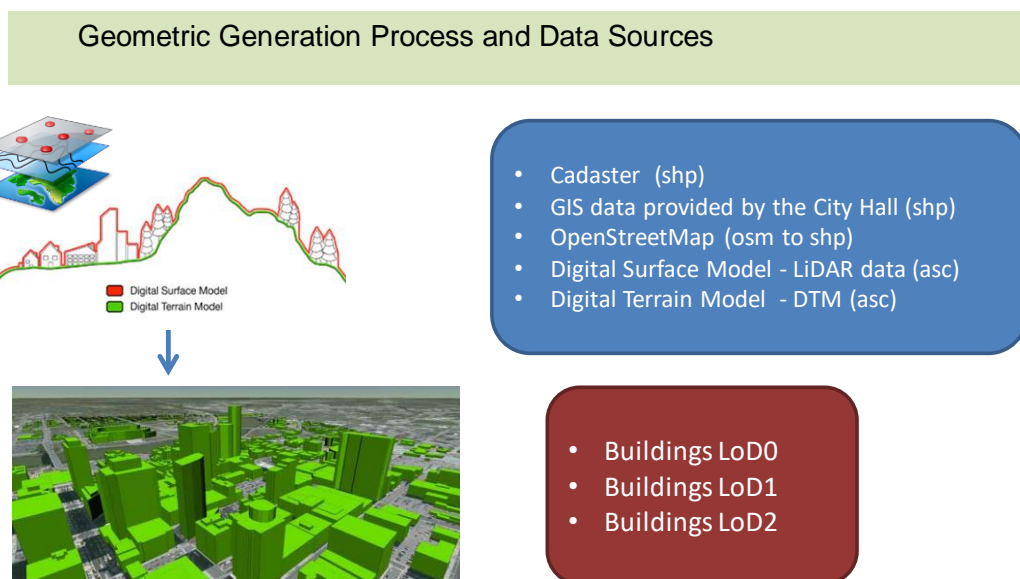 Geometric Generation Process and Data Sources
Digital Surface Model
Digital Terrain Model
• Cadaster (shp)
• GIS data provided by the City Hall (shp)
• OpenStreetMap (osm to shp)
• Digital Surface Model - LiDAR data (asc)
• Digital Terrain Model - DTM (asc)
• Buildings LoD0
• Buildings LoD1
• Buildings LoD2